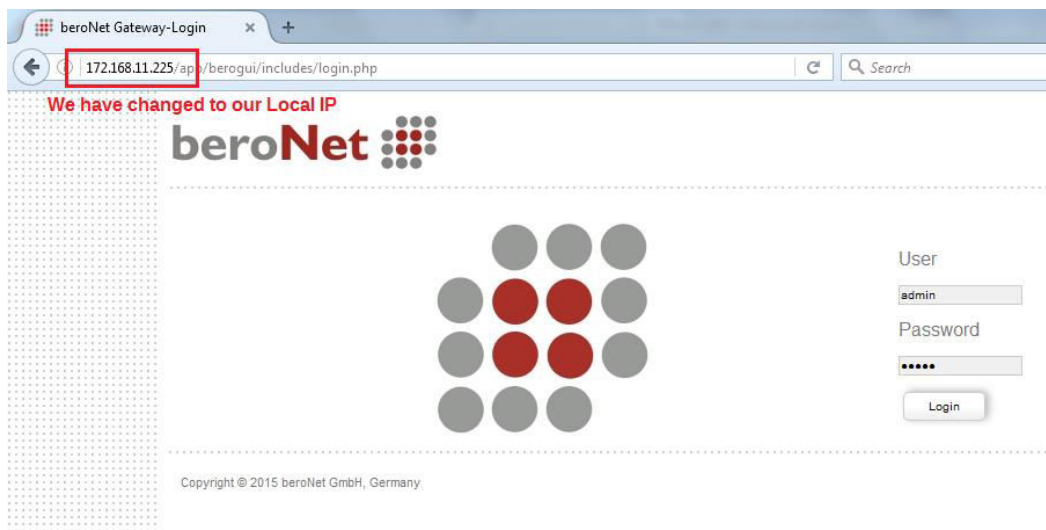 beroNet Gateway-Login
172.168.11.225/app/berogui/includes/login.php
Search
We have changed to our Local IP
beroNet
User
admin
Password
•••••
Login
Copyright © 2015 beroNet GmbH, Germany